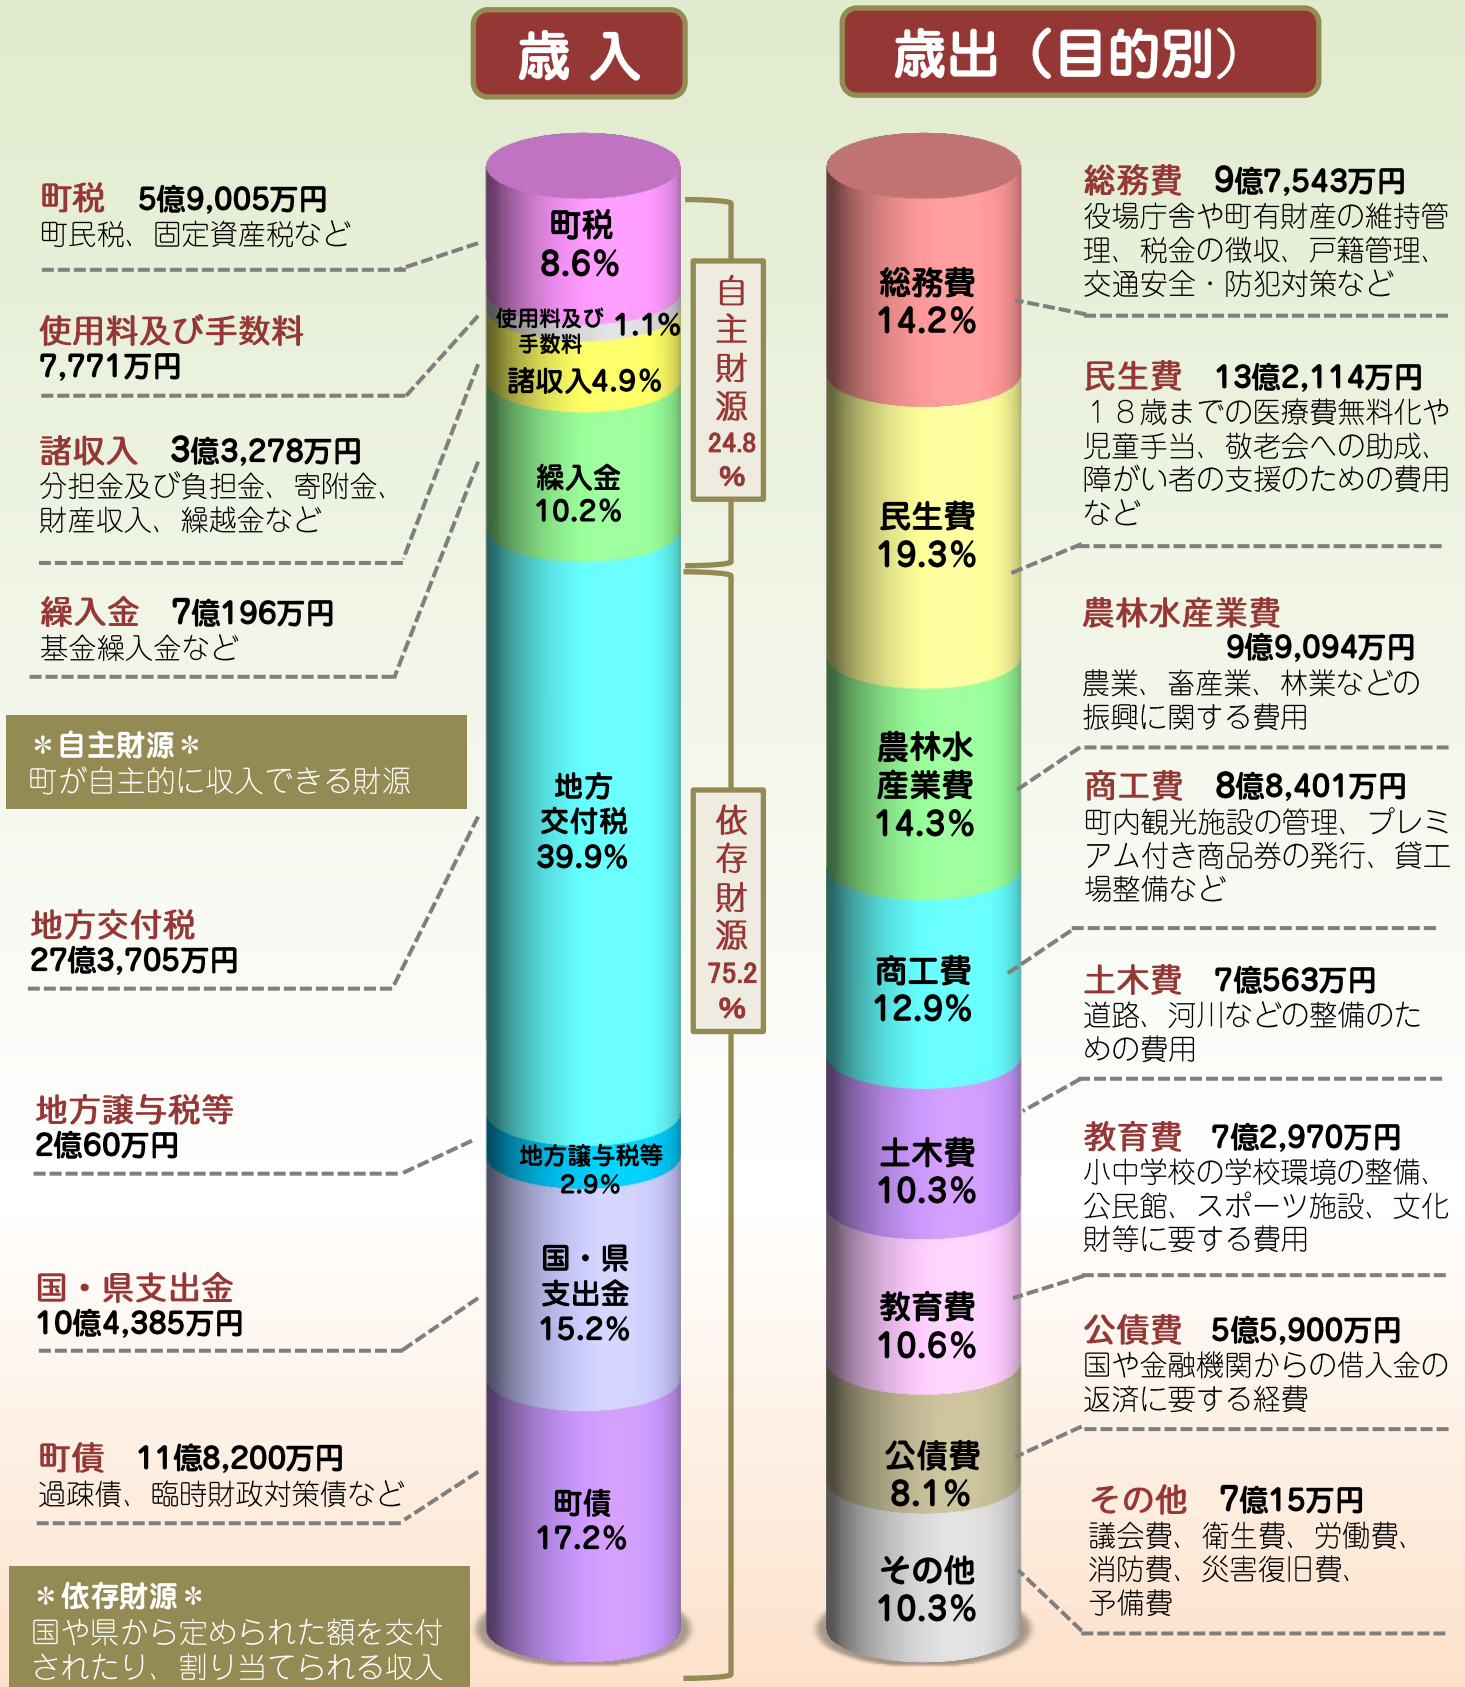 歳入
町税　5億9,005万円
町民税、固定資産税など
使用料及び手数料
7,771万円
諸収入　3億3,278万円
分担金及び負担金、寄附金、
財産収入、繰越金など
繰入金　7億196万円
基金繰入金など
＊自主財源＊
町が自主的に収入できる財源
地方交付税
27億3,705万円
地方譲与税等
2億60万円
国・県支出金
10億4,385万円
町債　11億8,200万円
過疎債、臨時財政対策債など
＊依存財源＊
国や県から定められた額を交付
されたり、割り当てられる収入
町税
8.6%
使用料及び
手数料
1.1%
諸収入4.9%
繰入金
10.2%
地方
交付税
39.9%
地方譲与税等
2.9%
国・県
支出金
15.2%
町債
17.2%
自主財源
24.8
%
依存財源
75.2
%
歳出（目的別）
総務費
14.2%
民生費
19.3%
農林水
産業費
14.3%
商工費
12.9%
土木費
10.3%
教育費
10.6%
公債費
8.1%
その他
10.3%
総務費　9億7,543万円
役場庁舎や町有財産の維持管
理、税金の徴収、戸籍管理、
交通安全・防犯対策など
民生費　13億2,114万円
１８歳までの医療費無料化や
児童手当、敬老会への助成、
障がい者の支援のための費用
など
農林水産業費
9億9,094万円
農業、畜産業、林業などの
振興に関する費用
商工費　8億8,401万円
町内観光施設の管理、プレミ
アム付き商品券の発行、貸工
場整備など
土木費　7億563万円
道路、河川などの整備のた
めの費用
教育費　7億2,970万円
小中学校の学校環境の整備、
公民館、スポーツ施設、文化
財等に要する費用
公債費　5億5,900万円
国や金融機関からの借入金の
返済に要する経費
その他　7億15万円
議会費、衛生費、労働費、
消防費、災害復旧費、
予備費